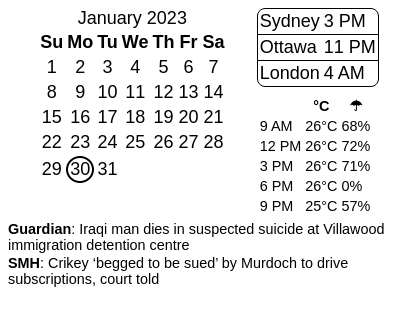 January 2023
Su Mo Tu We Th Fr Sa
1 2 3 4 5 6 7
8 9 10 11 12 13 14
15 16 17 18 19 20 21
22 23 24 25 26 27 28
29 30 31
Sydney 3 PM
Ottawa 11 PM
London 4 AM
°C ☂
9 AM 26°C 68%
12 PM 26°C 72%
3 PM 26°C 71%
6 PM 26°C 0%
9 PM 25°C 57%
Guardian: Iraqi man dies in suspected suicide at Villawood
immigration detention centre
SMH: Crikey ‘begged to be sued’ by Murdoch to drive
subscriptions, court told